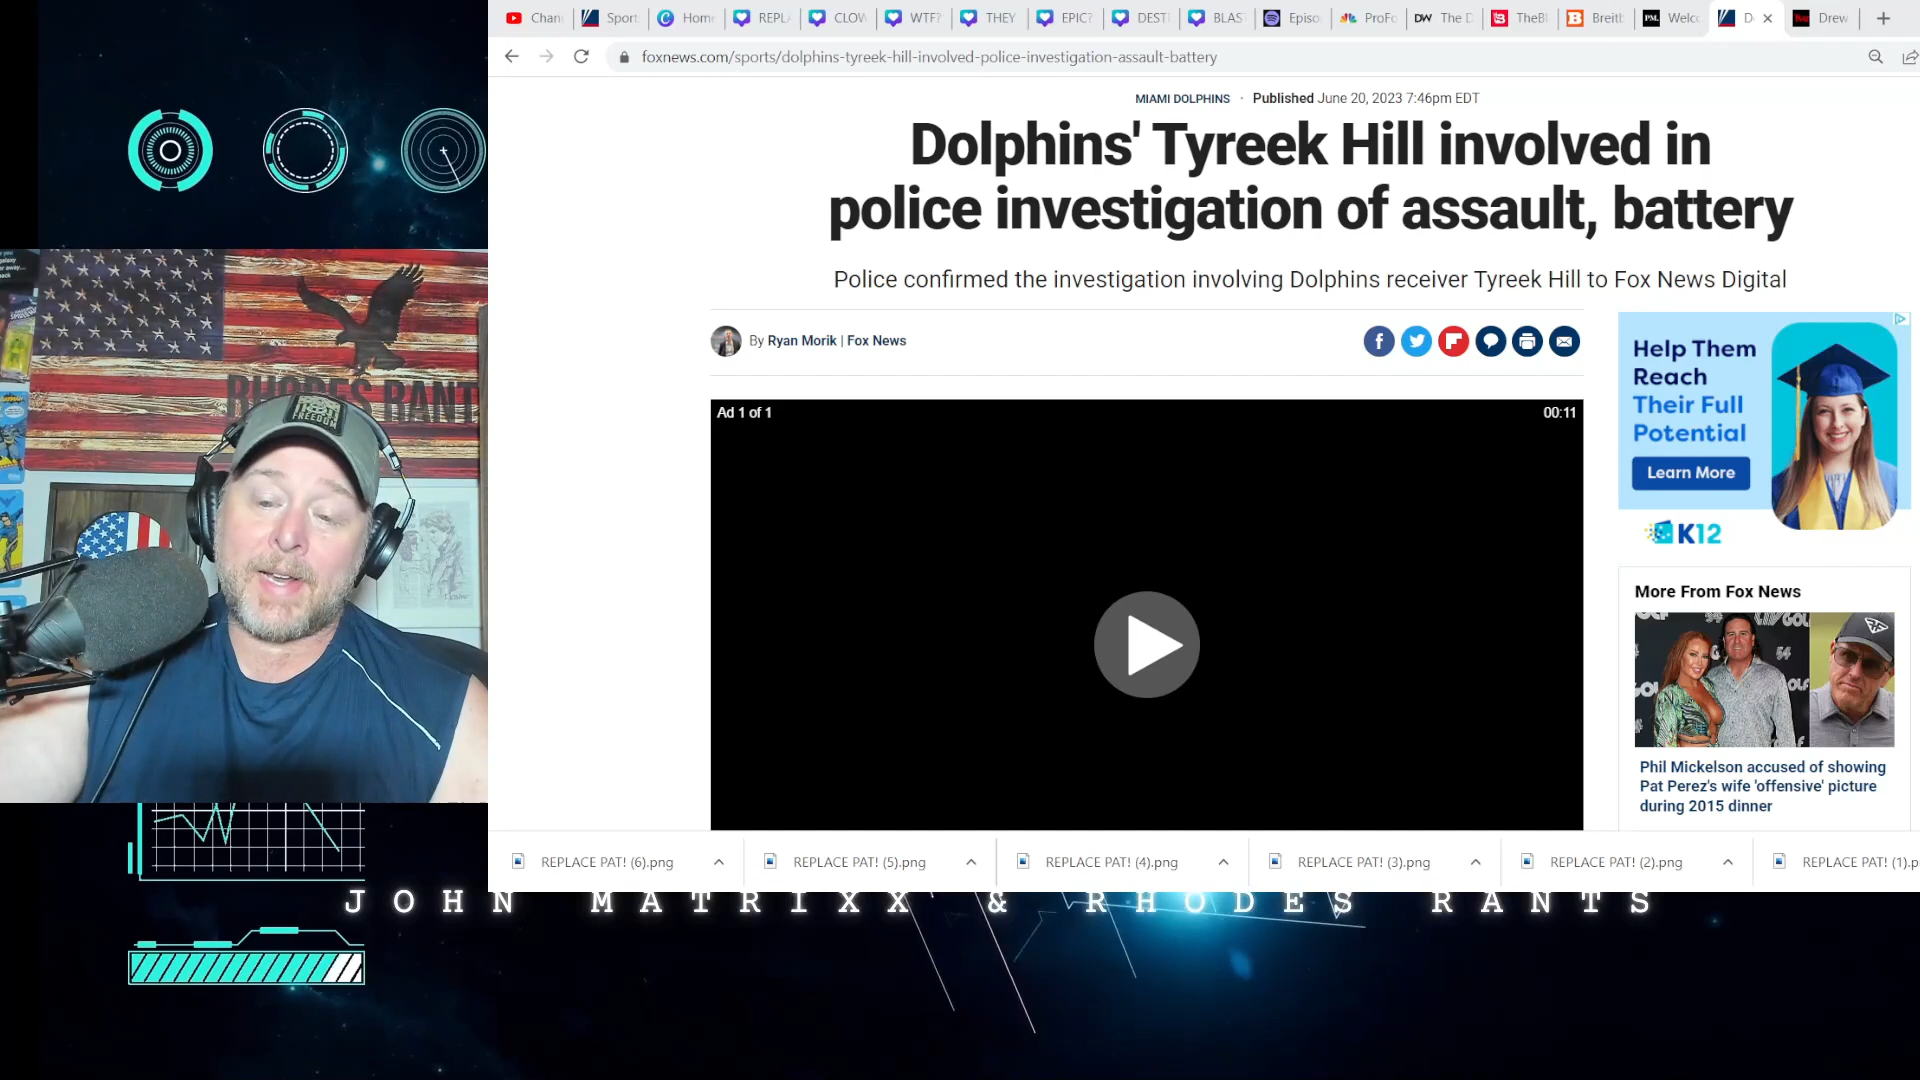 Chan
Sport
Hom
REPL
CLOW
WTF?
THEY
EPIC?
DEST
BLAS
Episo
ProFo
DW The D
TheBl
Breitb
PM. Welco
D
Drew
foxnews.com/sports/dolphins-tyreek-hill-involved-police-investigation-assault-battery
MIAMI DOLPHINS · Published June 20, 2023 7:46pm EDT
Dolphins' Tyreek Hill involved in
police investigation of assault, battery
Police confirmed the investigation involving Dolphins receiver Tyreek Hill to Fox News Digital
By Ryan Morik | Fox News
Ad 1 of 1
00:11
Help Them
Reach
Their Full
Potential
Learn More
K12
More From Fox News
Phil Mickelson accused of showing
Pat Perez's wife 'offensive' picture
during 2015 dinner
RHODES RANT
FREEDOM
REPLACE PAT! (6).png
REPLACE PAT! (5).png
REPLACE PAT! (4).png
REPLACE PAT! (3).png
REPLACE PAT! (2).png
REPLACE PAT! (1).p
JOHN MATRIXX & RHODES RANTS